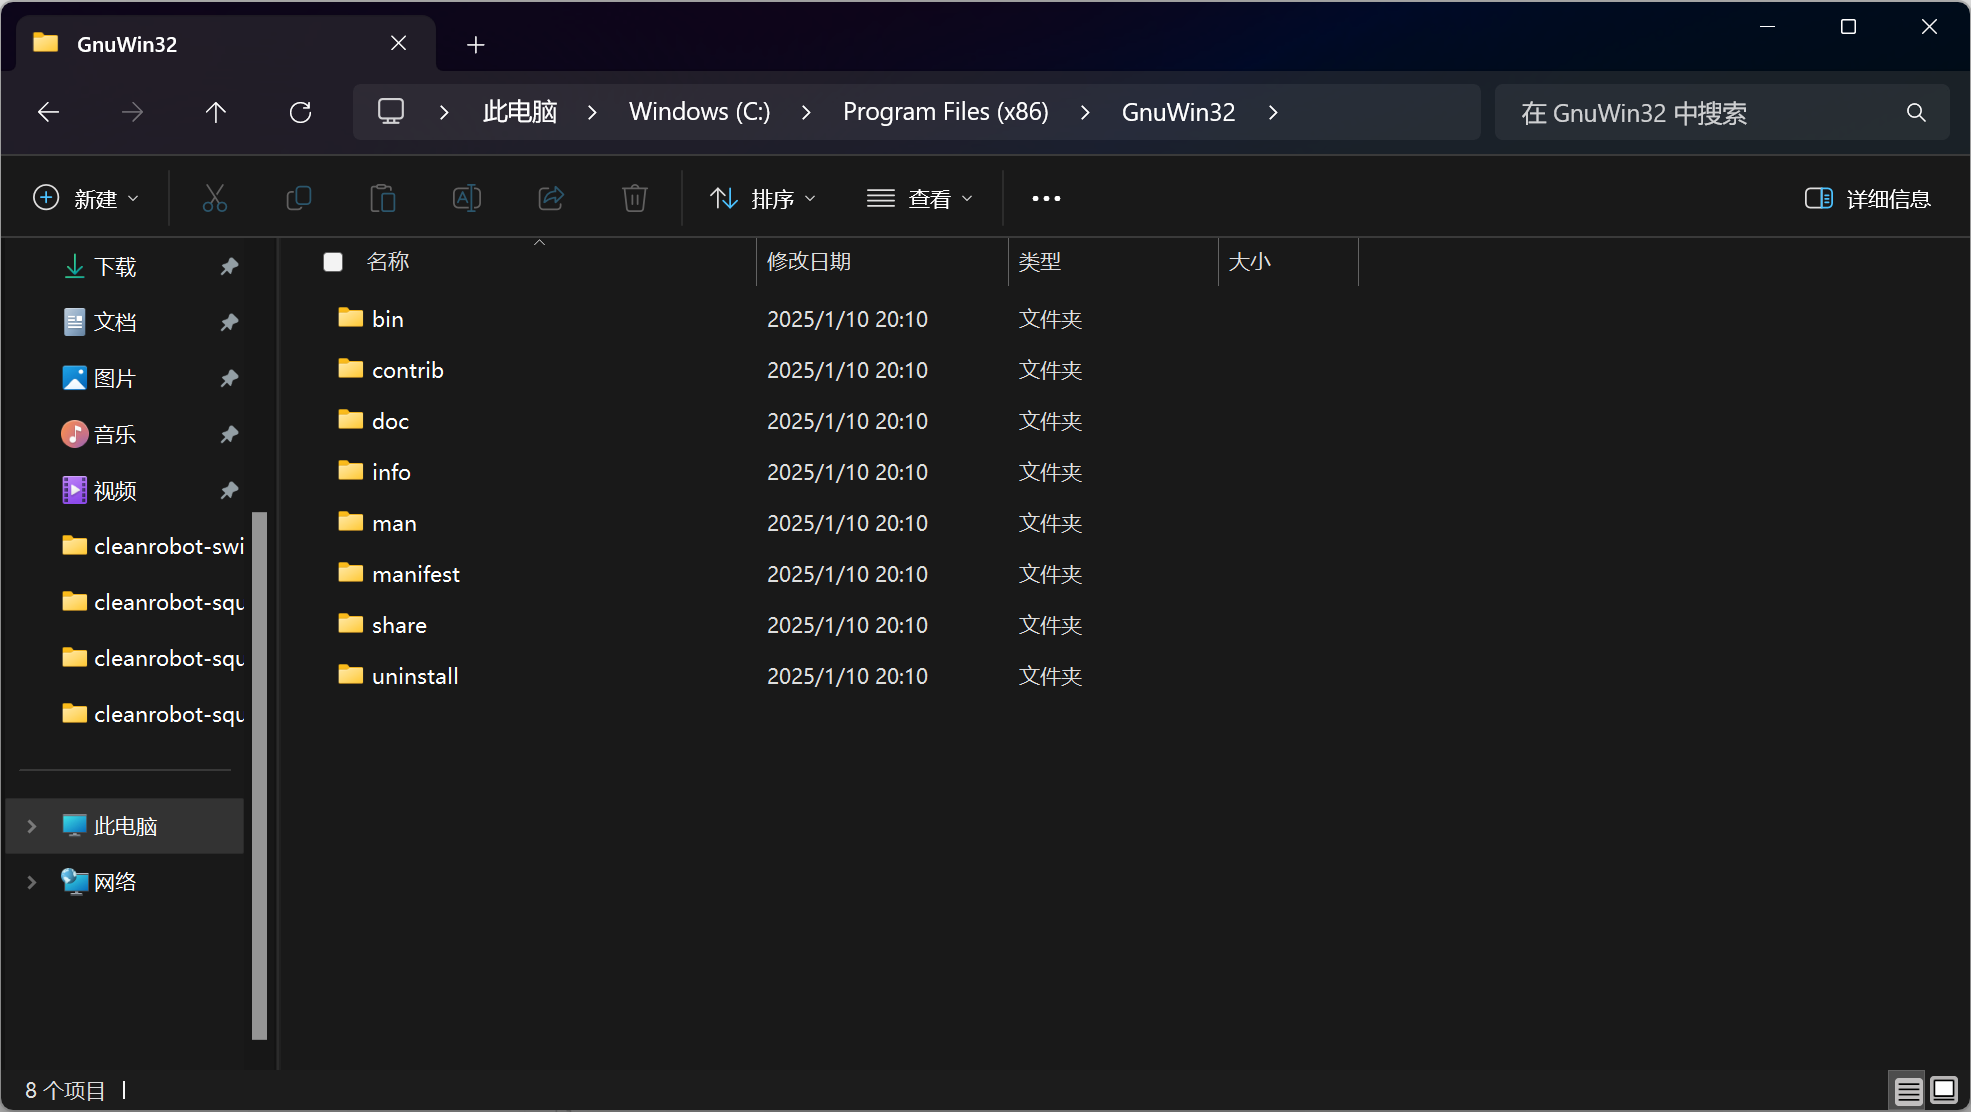 GnuWin32
此电脑 Windows (C:) Program Files (x86) GnuWin32
在 GnuWin32 中搜索
新建 排序 查看 详细信息
下载
文档
图片
音乐
视频
cleanrobot-swi
cleanrobot-squ
cleanrobot-squ
cleanrobot-squ
此电脑
网络
名称 修改日期 类型 大小
bin 2025/1/10 20:10 文件夹
contrib 2025/1/10 20:10 文件夹
doc 2025/1/10 20:10 文件夹
info 2025/1/10 20:10 文件夹
man 2025/1/10 20:10 文件夹
manifest 2025/1/10 20:10 文件夹
share 2025/1/10 20:10 文件夹
uninstall 2025/1/10 20:10 文件夹
8 个项目